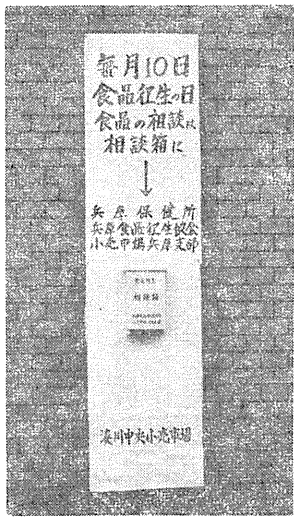 毎月10日
食品衛生の日
食品の相談は
相談箱に
兵庫保健所
兵庫食品衛生協会
小売市場兵庫支部
相談箱
湊川中央小売市場